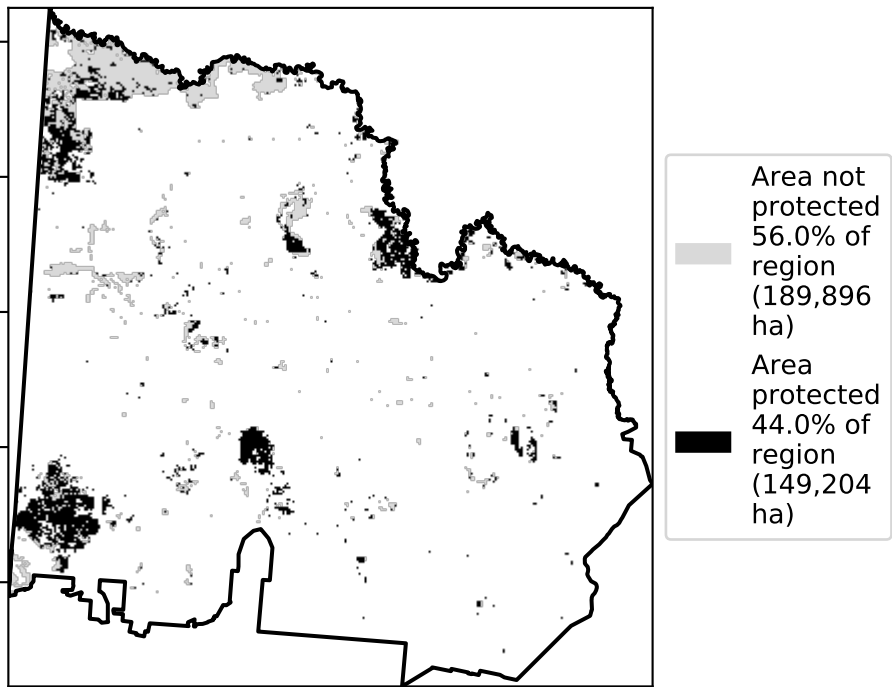 Area not
protected
56.0% of
region
(189,896
ha)
Area
protected
44.0% of
region
(149,204
ha)